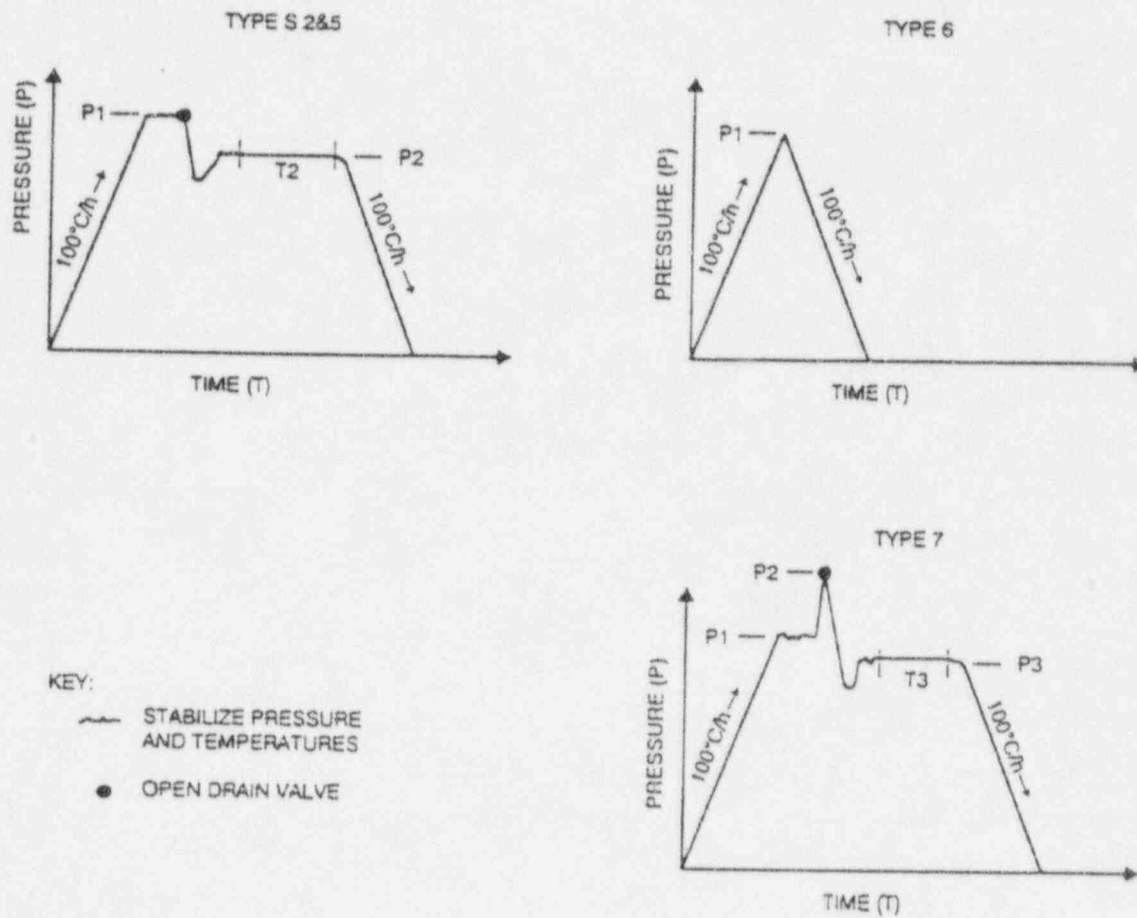 TYPE S 2&5
PRESSURE (P)
P1
T2
P2
100°C/h
100°C/h
TIME (T)
TYPE 6
PRESSURE (P)
P1
100°C/h
100°C/h
TIME (T)
TYPE 7
PRESSURE (P)
P2
P1
T3
P3
100°C/h
100°C/h
TIME (T)
KEY:
STABILIZE PRESSURE
AND TEMPERATURES
OPEN DRAIN VALVE